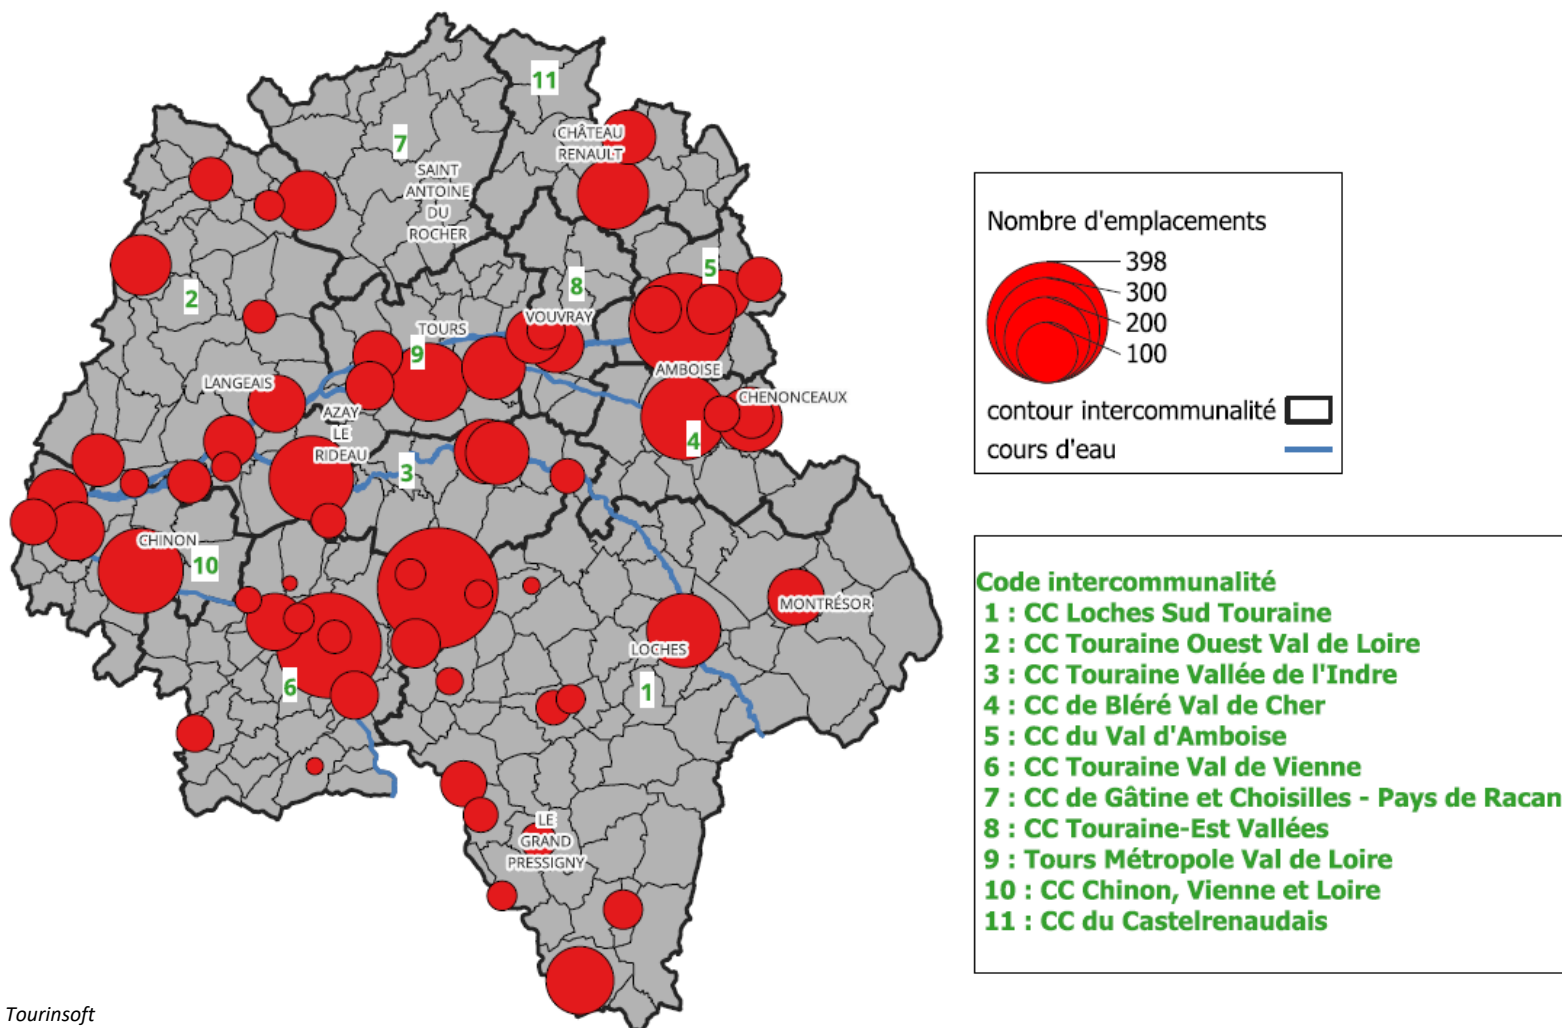 11
CHÂTEAU
RENAULT
7
SAINT
ANTOINE
DU
ROCHER
5
8
2
VOUVRAY
TOURS
9
AMBOISE
LANGEAIS
CHENONCEAUX
AZAY
LE
RIDEAU
4
3
CHINON
10
MONTRÉSOR
LOCHES
6
1
LE
GRAND
PRESSIGNY
Tourinsoft
Nombre d'emplacements
398
300
200
100
contour intercommunalité
cours d'eau
Code intercommunalité
1 : CC Loches Sud Touraine
2 : CC Touraine Ouest Val de Loire
3 : CC Touraine Vallée de l'Indre
4 : CC de Bléré Val de Cher
5 : CC du Val d'Amboise
6 : CC Touraine Val de Vienne
7 : CC de Gâtine et Choisilles - Pays de Racan
8 : CC Touraine-Est Vallées
9 : Tours Métropole Val de Loire
10 : CC Chinon, Vienne et Loire
11 : CC du Castelrenaudais